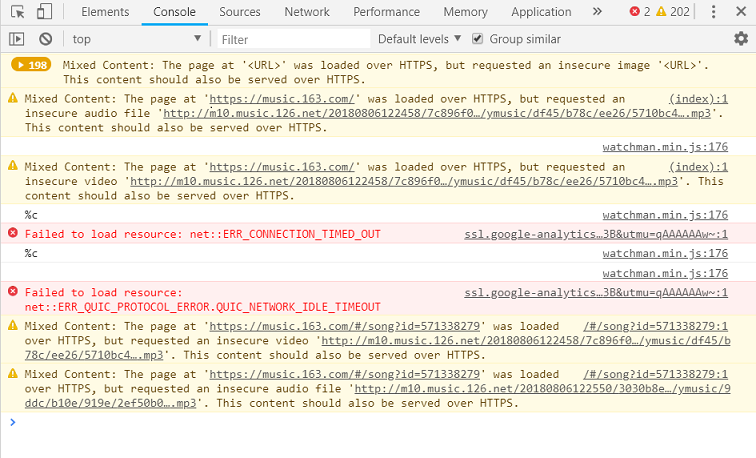 Elements Console Sources Network Performance Memory Application » 2 202
top Filter Default levels Group similar
198 Mixed Content: The page at '<URL>' was loaded over HTTPS, but requested an insecure image '<URL>'.
This content should also be served over HTTPS.
Mixed Content: The page at 'https://music.163.com/' was loaded over HTTPS, but requested an (index):1
insecure audio file 'http://m10.music.126.net/20180806122458/7c896f0…/ymusic/df45/b78c/ee26/5710bc4….mp3'.
This content should also be served over HTTPS.
watchman.min.js:176
Mixed Content: The page at 'https://music.163.com/' was loaded over HTTPS, but requested an (index):1
insecure video 'http://m10.music.126.net/20180806122458/7c896f0…/ymusic/df45/b78c/ee26/5710bc4….mp3'. This
content should also be served over HTTPS.
%c watchman.min.js:176
Failed to load resource: net::ERR_CONNECTION_TIMED_OUT ssl.google-analytics…3B&utmu=qAAAAAAw~:1
%c watchman.min.js:176
watchman.min.js:176
Failed to load resource: ssl.google-analytics…3B&utmu=qAAAAAAw~:1
net::ERR_QUIC_PROTOCOL_ERROR.QUIC_NETWORK_IDLE_TIMEOUT
Mixed Content: The page at 'https://music.163.com/#/song?id=571338279' was loaded /#/song?id=571338279:1
over HTTPS, but requested an insecure video 'http://m10.music.126.net/20180806122458/7c896f0…/ymusic/df45/b
78c/ee26/5710bc4….mp3'. This content should also be served over HTTPS.
Mixed Content: The page at 'https://music.163.com/#/song?id=571338279' was loaded /#/song?id=571338279:1
over HTTPS, but requested an insecure audio file 'http://m10.music.126.net/20180806122550/3030b8e…/ymusic/9
ddc/b10e/919e/2ef50b0….mp3'. This content should also be served over HTTPS.